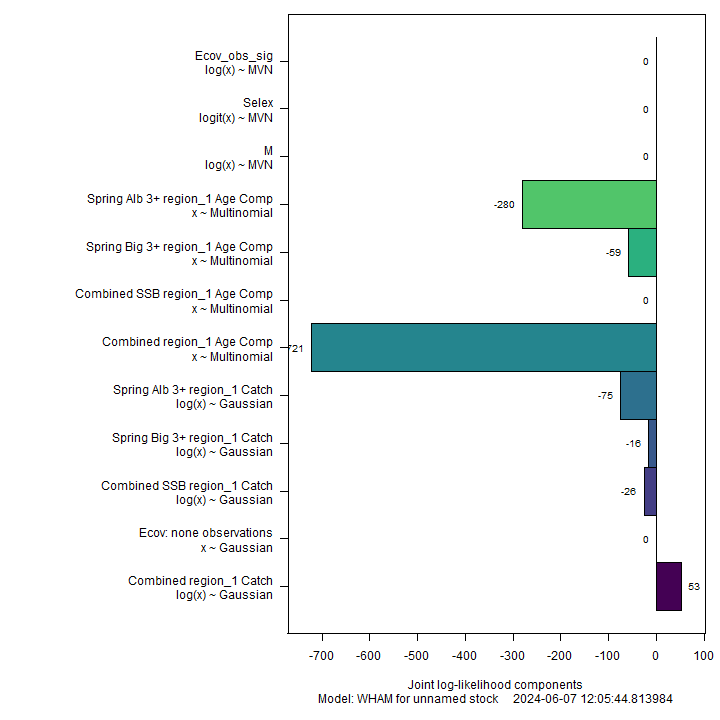 Ecov_obs_sig
log(x) ~ MVN
0
Selex
logit(x) ~ MVN
0
M
log(x) ~ MVN
0
Spring Alb 3+ region_1 Age Comp
x ~ Multinomial
-280
Spring Big 3+ region_1 Age Comp
x ~ Multinomial
-59
Combined SSB region_1 Age Comp
x ~ Multinomial
0
Combined region_1 Age Comp
x ~ Multinomial
721
Spring Alb 3+ region_1 Catch
log(x) ~ Gaussian
-75
Spring Big 3+ region_1 Catch
log(x) ~ Gaussian
-16
Combined SSB region_1 Catch
log(x) ~ Gaussian
-26
Ecov: none observations
x ~ Gaussian
0
Combined region_1 Catch
log(x) ~ Gaussian
53
-700 -600 -500 -400 -300 -200 -100 0 100
Joint log-likelihood components
Model: WHAM for unnamed stock 2024-06-07 12:05:44.813984